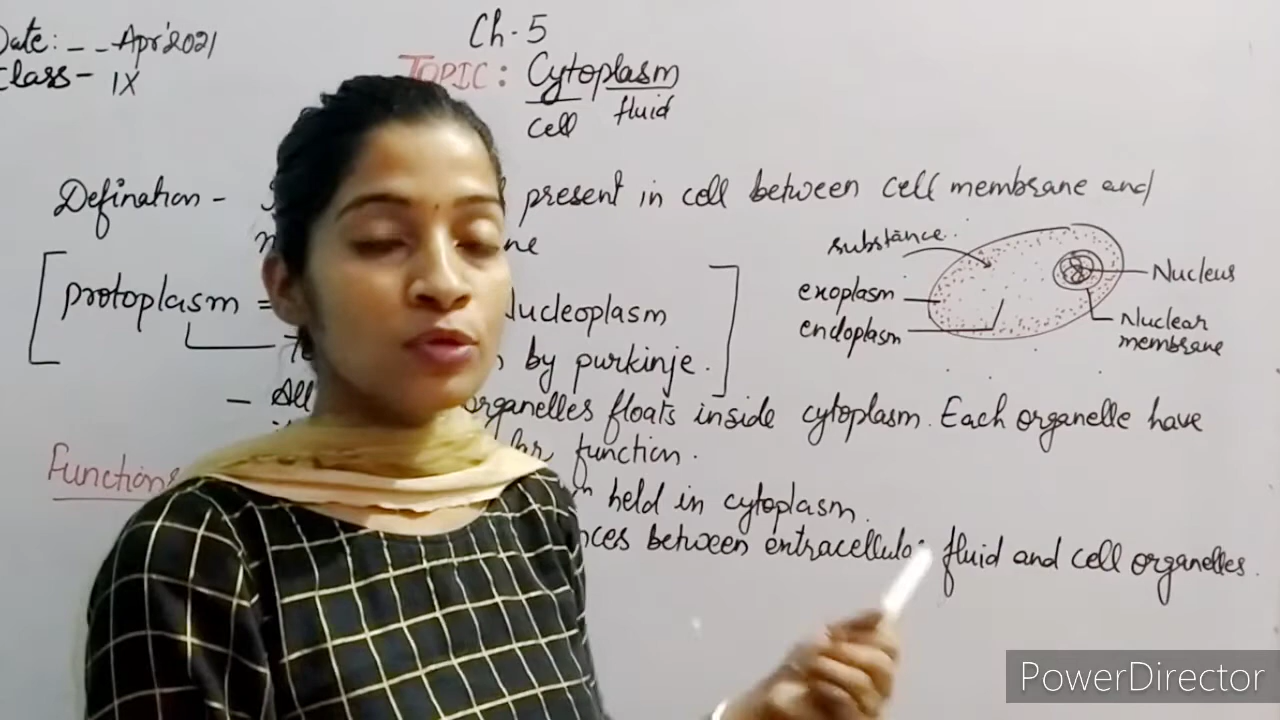 Date: _ _ Apr'2021
Class - IX
Ch-5
TOPIC: Cytoplasm
cell fluid
Defination - present in cell between cell membrane and
protoplasm = Nucleoplasm
by purkinje.
- All organelles floats inside cytoplasm. Each organelle have
function.
Functions
held in cytoplasm.
between extracellular fluid and cell organelles.
substance..
exoplasm
endoplasm
Nucleus
Nuclear
membrane
PowerDirector